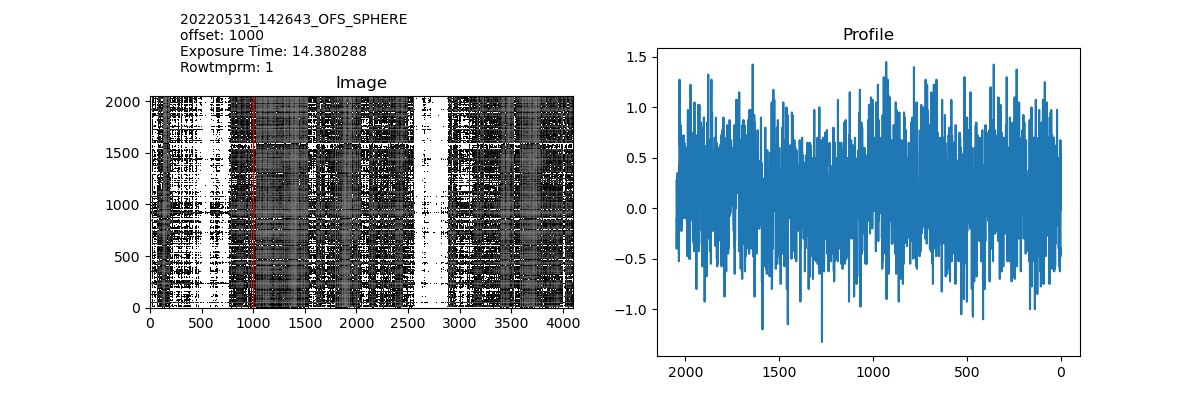 20220531_142643_OFS_SPHERE
offset: 1000
Exposure Time: 14.380288
Rowtmprm: 1
Image
2000
1500
1000
500
0
0 500 1000 1500 2000 2500 3000 3500 4000
Profile
1.5
1.0
0.5
0.0
−0.5
−1.0
2000 1500 1000 500 0